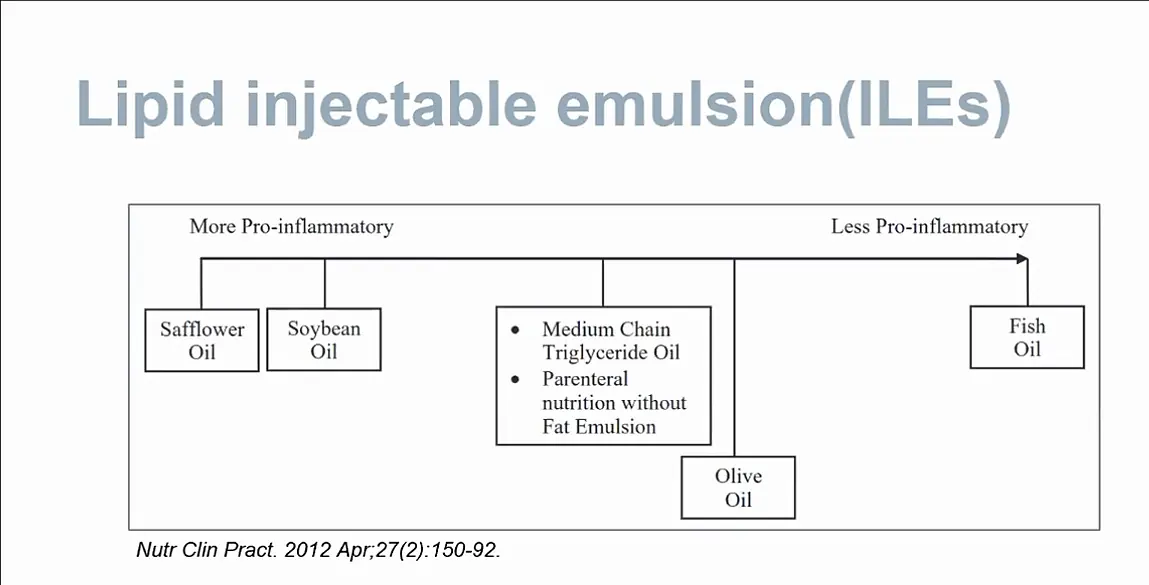 Lipid injectable emulsion(ILEs)
More Pro-inflammatory
Less Pro-inflammatory
Safflower
Oil
Soybean
Oil
• Medium Chain
Triglyceride Oil
• Parenteral
nutrition without
Fat Emulsion
Olive
Oil
Fish
Oil
Nutr Clin Pract. 2012 Apr;27(2):150-92.